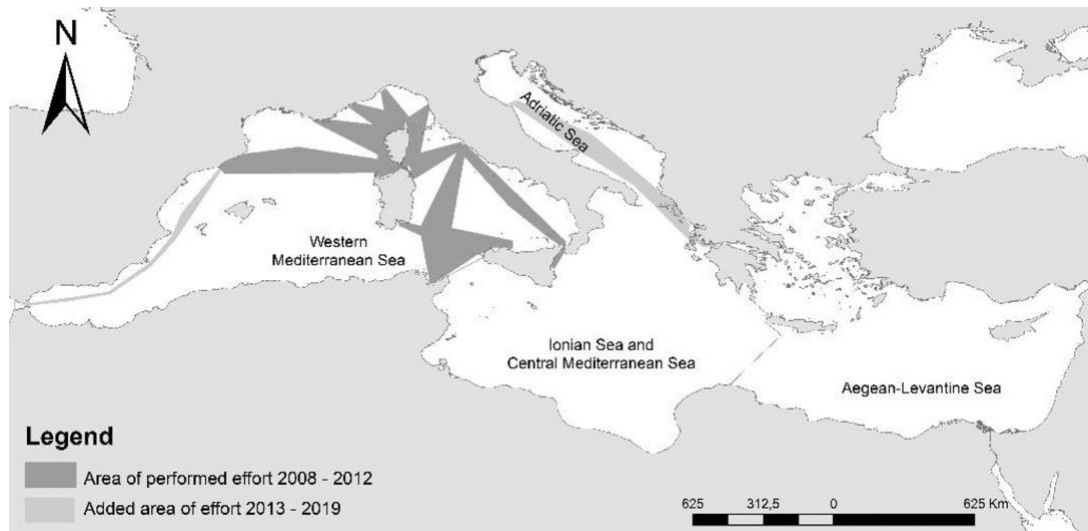 N
Adriatic Sea
Western
Mediterranean Sea
Ionian Sea and
Central Mediterranean Sea
Aegean-Levantine Sea
Legend
Area of performed effort 2008 - 2012
Added area of effort 2013 - 2019
625 312,5 0 625 Km